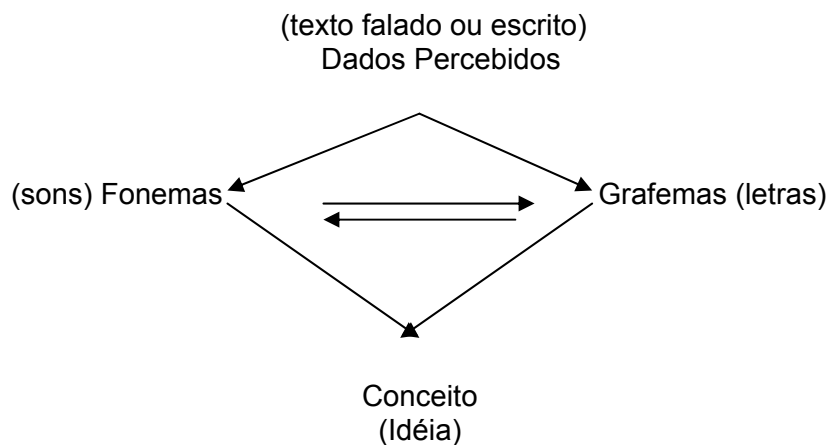 (texto falado ou escrito)
Dados Percebidos
(sons) Fonemas
Grafemas (letras)
Conceito
(Idéia)